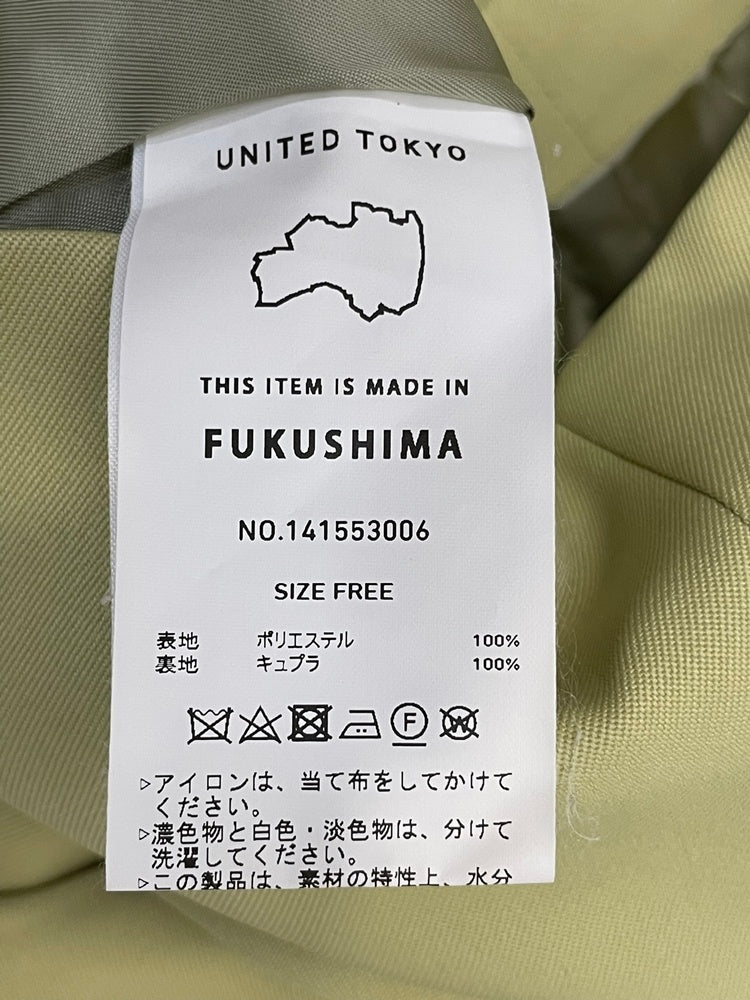 UNITED TOKYO
THIS ITEM IS MADE IN
FUKUSHIMA
NO.141553006
SIZE FREE
表地 ポリエステル 100%
裏地 キュプラ 100%
F W
▷アイロンは、当て布をしてかけて
ください。
▷濃色物と白色・淡色物は、分けて
洗濯してください。
▷この製品は、素材の特性上、水分